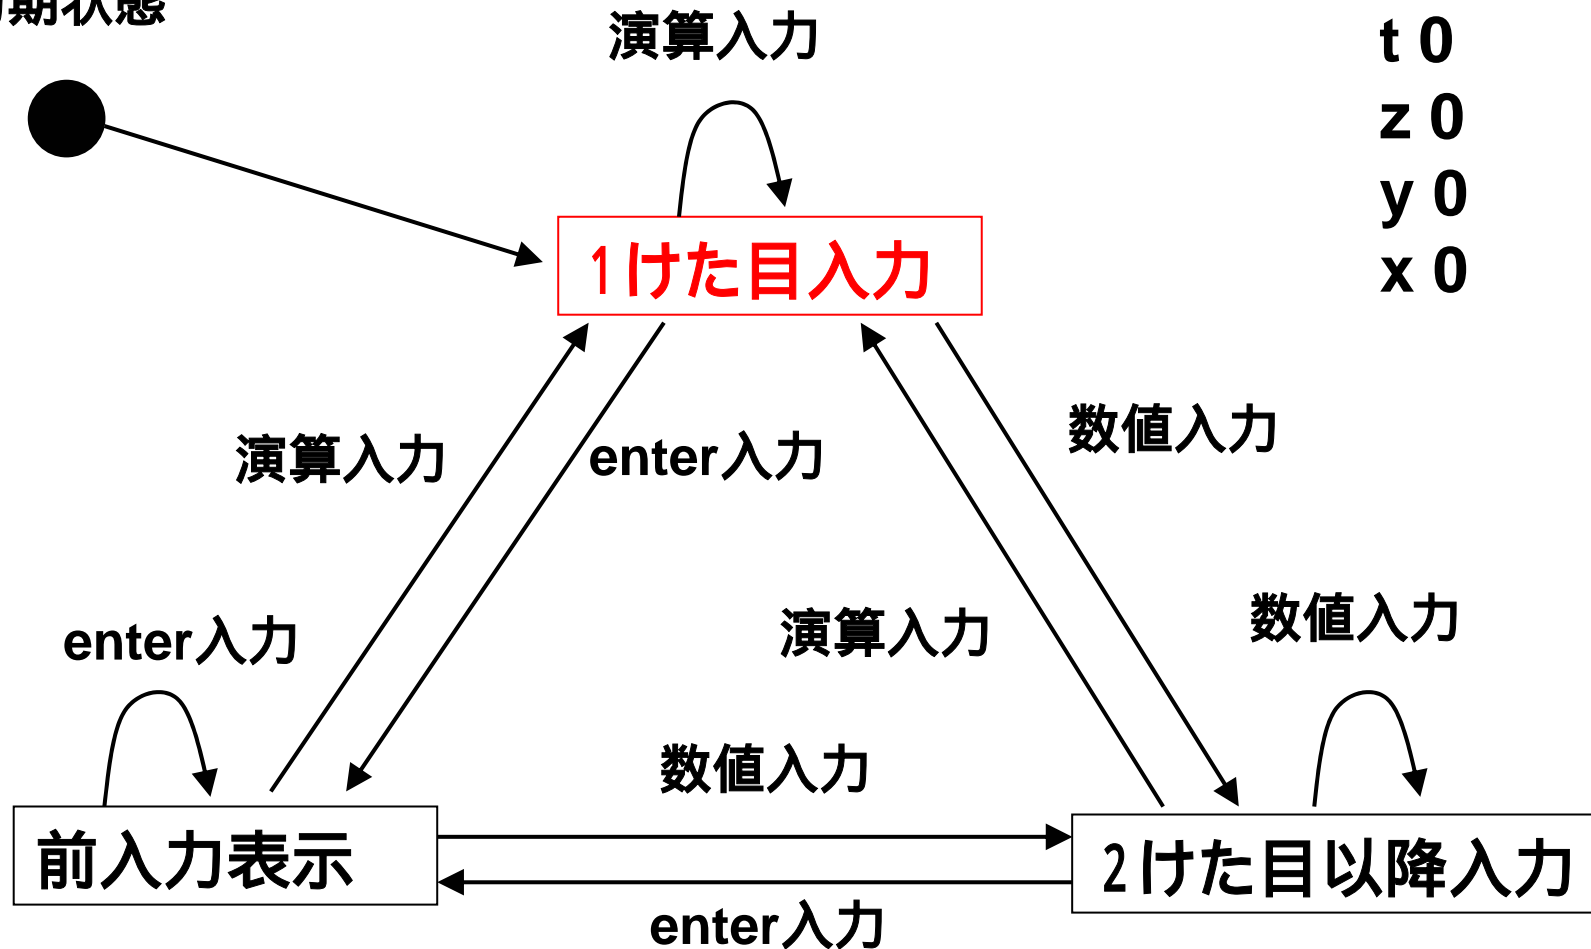 期状態
演算入力
t 0
z 0
y 0
x 0
1けた目入力
演算入力
enter入力
数値入力
enter入力
演算入力
数値入力
数値入力
前入力表示
2けた目以降入力
enter入力